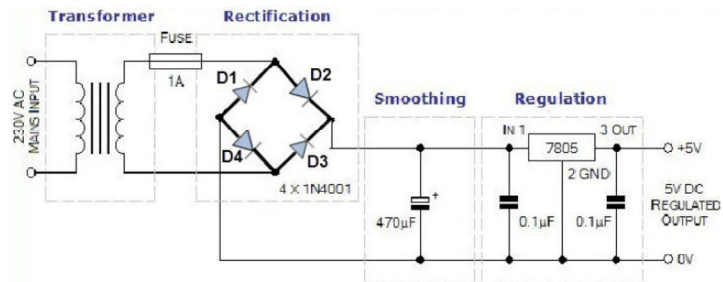 Transformer
Rectification
FUSE
1A
D1
D2
D4
D3
4 X 1N4001
230V AC
MAINS INPUT
Smoothing
Regulation
IN 1
7805
3 OUT
2 GND
+
470µF
0.1µF
0.1µF
+5V
5V DC
REGULATED
OUTPUT
0V